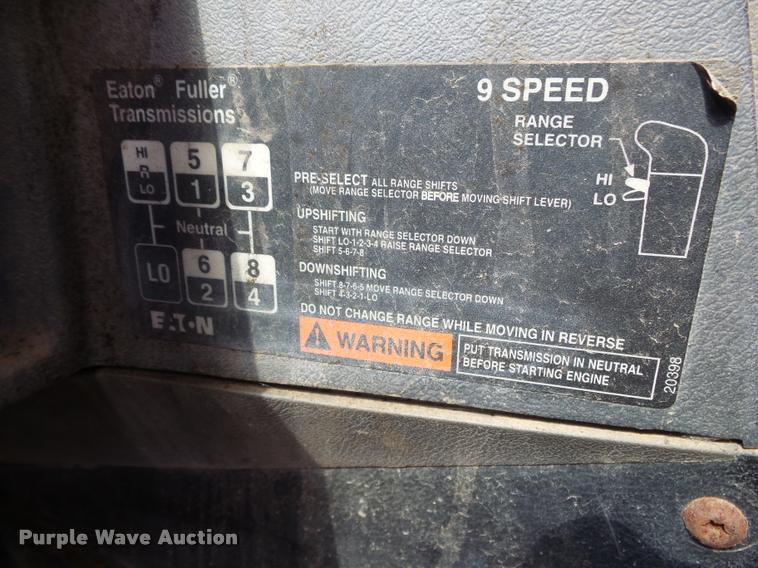 Eaton® Fuller®
Transmissions
9 SPEED
RANGE
SELECTOR
HI
LO
HI
R
LO
5
1
7
3
Neutral
LO
6
2
8
4
EATON
PRE-SELECT ALL RANGE SHIFTS
(MOVE RANGE SELECTOR BEFORE MOVING SHIFT LEVER)
UPSHIFTING
START WITH RANGE SELECTOR DOWN
SHIFT LO-1-2-3-4 RAISE RANGE SELECTOR
SHIFT 5-6-7-8
DOWNSHIFTING
SHIFT 8-7-6-5 MOVE RANGE SELECTOR DOWN
SHIFT 4-3-2-1-LO
DO NOT CHANGE RANGE WHILE MOVING IN REVERSE
WARNING
PUT TRANSMISSION IN NEUTRAL
BEFORE STARTING ENGINE
20398
Purple Wave Auction